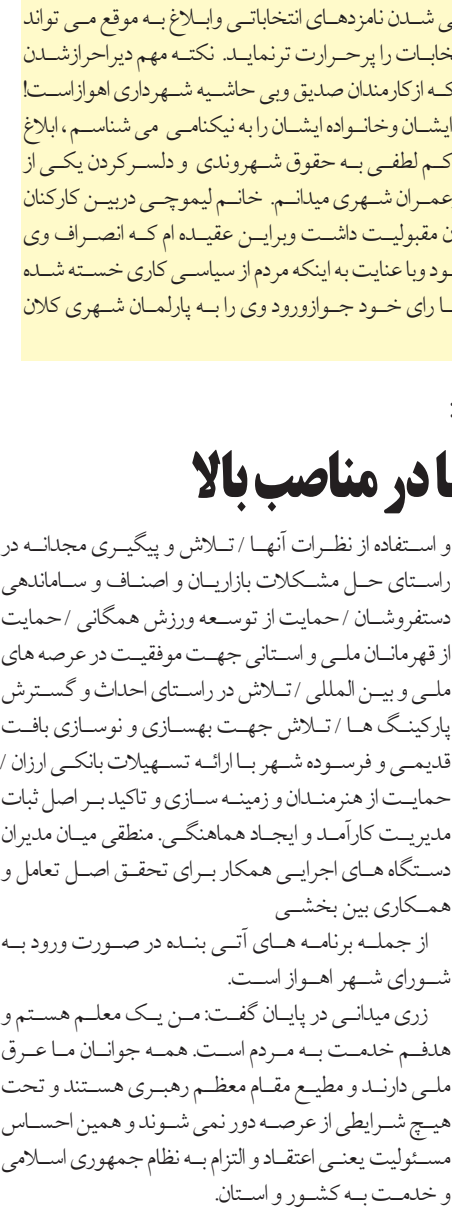 ی شدن نامزدهای انتخاباتی وابلاغ به موقع می تواند
خابات را پرحرارت ترنماید. نکته مهم دیراحرازشدن
که ازکارمندان صدیق وبی حاشیه شهرداری اهوازاست!
ایشان وخانواده ایشان را به نیکنامی می شناسم، ابلاغ
کم لطفی به حقوق شهروندی و دلسرکردن یکی از
عمران شهری میدانم. خانم لیموچی دربین کارکنان
ن مقبولیت داشت وبراین عقیده ام که انصراف وی
ود وبا عنایت به اینکه مردم از سیاسی کاری خسته شده
ا رای خود جوازورود وی را به پارلمان شهری کلان
:
ا در مناصب بالا
و استفاده از نظرات آنها / تلاش و پیگیری مجدانه در
راستای حل مشکلات بازاریان و اصناف و ساماندهی
دستفروشان / حمایت از توسعه ورزش همگانی / حمایت
از قهرمانان ملی و استانی جهت موفقیت در عرصه های
ملی و بین المللی / تلاش در راستای احداث و گسترش
پارکینگ ها / تلاش جهت بهسازی و نوسازی بافت
قدیمی و فرسوده شهر با ارائه تسهیلات بانکی ارزان /
حمایت از هنرمندان و زمینه سازی و تاکید بر اصل ثبات
مدیریت کارآمد و ایجاد هماهنگی. منطقی میان مدیران
دستگاه های اجرایی همکار برای تحقق اصل تعامل و
همکاری بین بخشی
از جمله برنامه های آتی بنده در صورت ورود به
شورای شهر اهواز است.
زری میدانی در پایان گفت: من یک معلم هستم و
هدفم خدمت به مردم است. همه جوانان ما عرق
ملی دارند و مطیع مقام معظم رهبری هستند و تحت
هیچ شرایطی از عرصه دور نمی شوند و همین احساس
مسئولیت یعنی اعتقاد و التزام به نظام جمهوری اسلامی
و خدمت به کشور و استان.